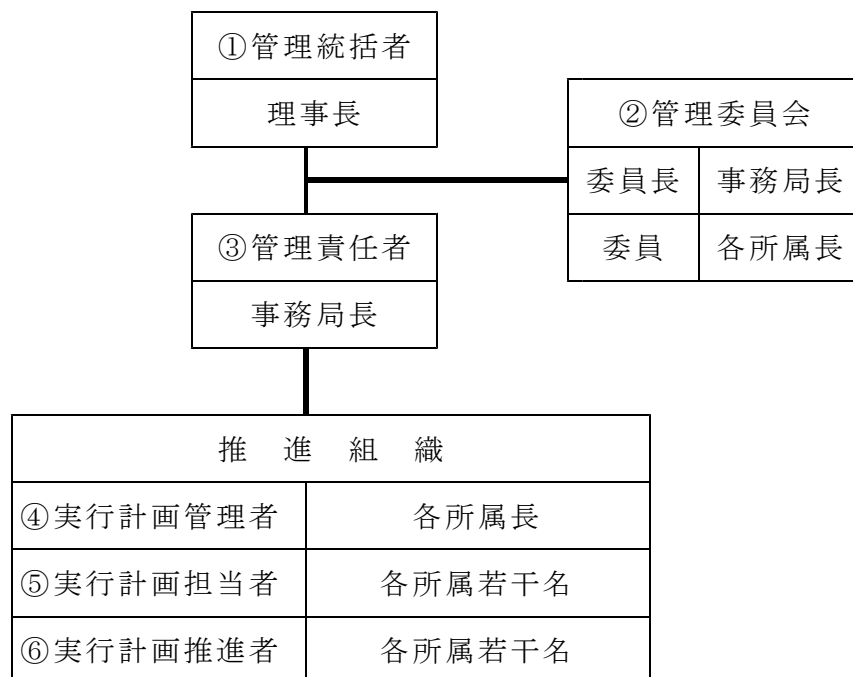 ①管理統括者
理事長
②管理委員会
委員長 事務局長
委員 各所属長
③管理責任者
事務局長
推 進 組 織
④実行計画管理者 各所属長
⑤実行計画担当者 各所属若干名
⑥実行計画推進者 各所属若干名